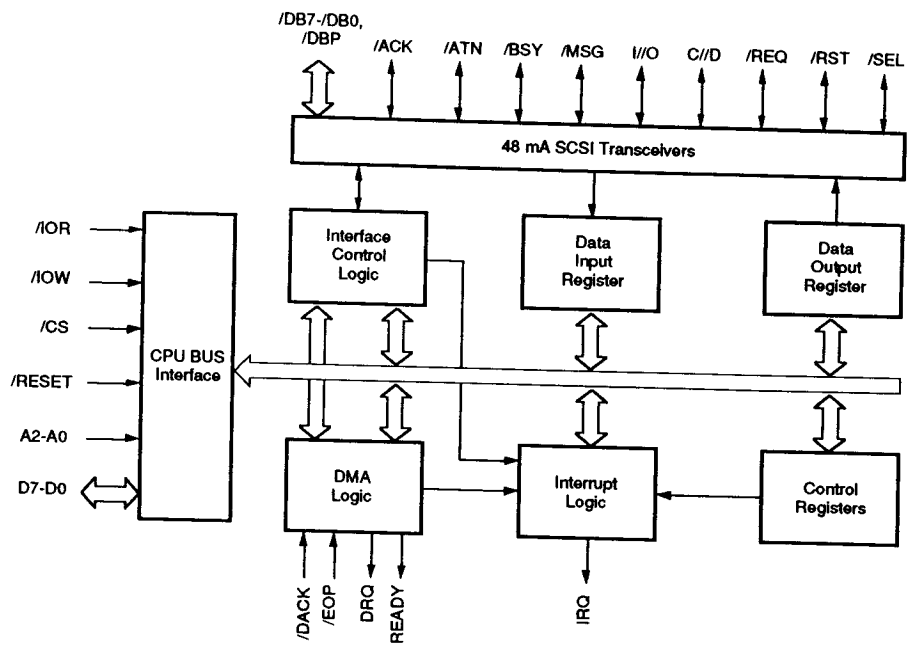 /DB7-/DB0,
/DBP
/ACK
/ATN
/BSY
/MSG
I//O
C//D
/REQ
/RST
/SEL
48 mA SCSI Transceivers
/IOR
/IOW
/CS
/RESET
A2-A0
D7-D0
CPU BUS
Interface
Interface
Control
Logic
Data
Input
Register
Data
Output
Register
DMA
Logic
Interrupt
Logic
Control
Registers
/DACK
/EOP
DRQ
READY
IRQ